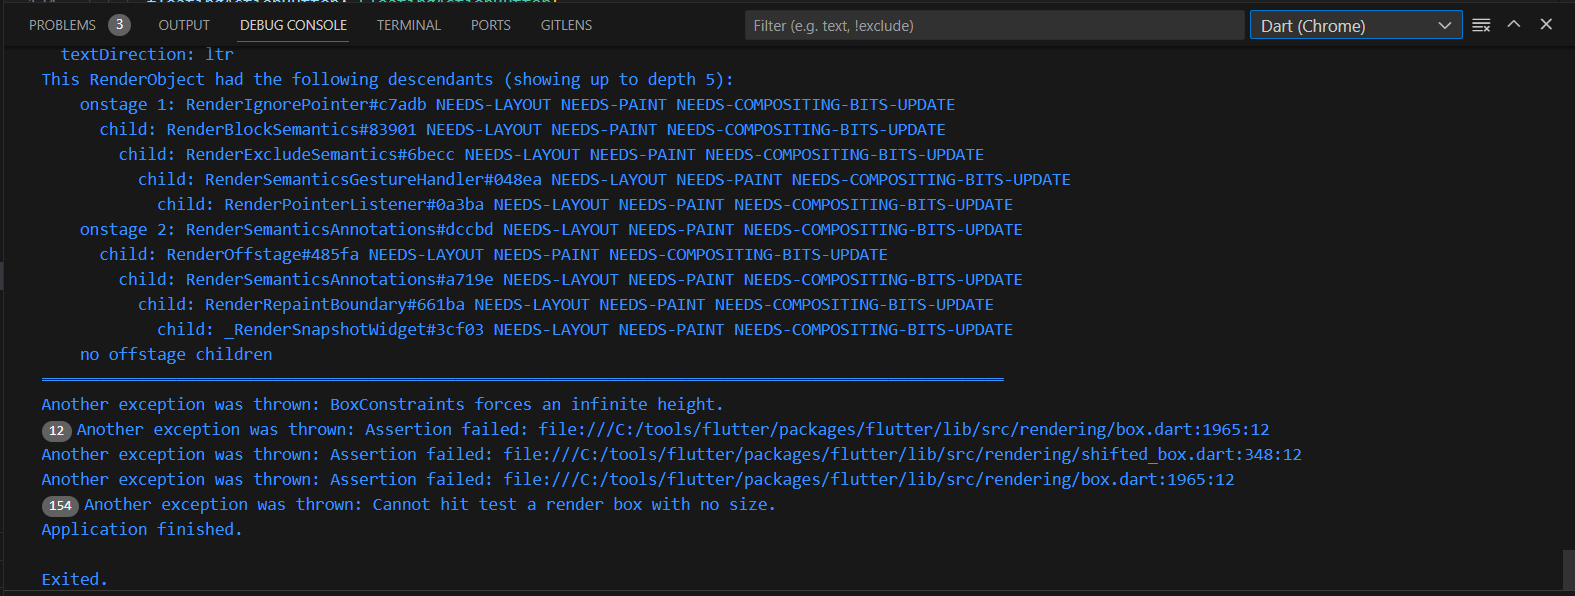 PROBLEMS 3 OUTPUT DEBUG CONSOLE TERMINAL PORTS GITLENS Filter (e.g. text, !exclude) Dart (Chrome)
textDirection: ltr
This RenderObject had the following descendants (showing up to depth 5):
onstage 1: RenderIgnorePointer#c7adb NEEDS-LAYOUT NEEDS-PAINT NEEDS-COMPOSITING-BITS-UPDATE
child: RenderBlockSemantics#83901 NEEDS-LAYOUT NEEDS-PAINT NEEDS-COMPOSITING-BITS-UPDATE
child: RenderExcludeSemantics#6becc NEEDS-LAYOUT NEEDS-PAINT NEEDS-COMPOSITING-BITS-UPDATE
child: RenderSemanticsGestureHandler#048ea NEEDS-LAYOUT NEEDS-PAINT NEEDS-COMPOSITING-BITS-UPDATE
child: RenderPointerListener#0a3ba NEEDS-LAYOUT NEEDS-PAINT NEEDS-COMPOSITING-BITS-UPDATE
onstage 2: RenderSemanticsAnnotations#dccbd NEEDS-LAYOUT NEEDS-PAINT NEEDS-COMPOSITING-BITS-UPDATE
child: RenderOffstage#485fa NEEDS-LAYOUT NEEDS-PAINT NEEDS-COMPOSITING-BITS-UPDATE
child: RenderSemanticsAnnotations#a719e NEEDS-LAYOUT NEEDS-PAINT NEEDS-COMPOSITING-BITS-UPDATE
child: RenderRepaintBoundary#661ba NEEDS-LAYOUT NEEDS-PAINT NEEDS-COMPOSITING-BITS-UPDATE
child: _RenderSnapshotWidget#3cf03 NEEDS-LAYOUT NEEDS-PAINT NEEDS-COMPOSITING-BITS-UPDATE
no offstage children
Another exception was thrown: BoxConstraints forces an infinite height.
12 Another exception was thrown: Assertion failed: file:///C:/tools/flutter/packages/flutter/lib/src/rendering/box.dart:1965:12
Another exception was thrown: Assertion failed: file:///C:/tools/flutter/packages/flutter/lib/src/rendering/shifted_box.dart:348:12
Another exception was thrown: Assertion failed: file:///C:/tools/flutter/packages/flutter/lib/src/rendering/box.dart:1965:12
154 Another exception was thrown: Cannot hit test a render box with no size.
Application finished.
Exited.